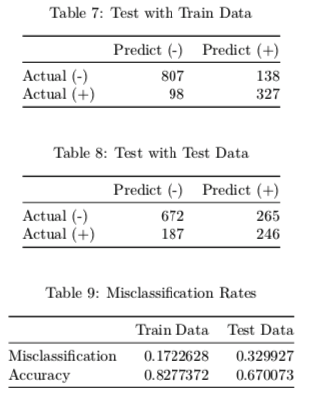 Table 7: Test with Train Data
Predict (-) Predict (+)
Actual (-) 807 138
Actual (+) 98 327
Table 8: Test with Test Data
Predict (-) Predict (+)
Actual (-) 672 265
Actual (+) 187 246
Table 9: Misclassification Rates
Train Data Test Data
Misclassification 0.1722628 0.329927
Accuracy 0.8277372 0.670073